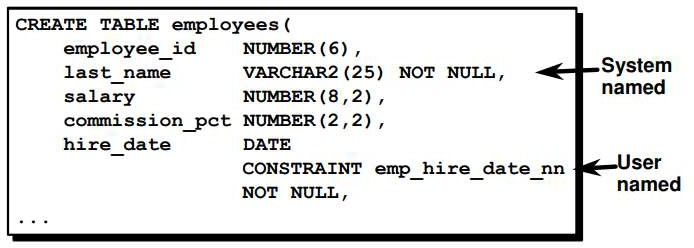 CREATE TABLE employees(
employee_id NUMBER(6),
last_name VARCHAR2(25) NOT NULL,
salary NUMBER(8,2),
commission_pct NUMBER(2,2),
hire_date DATE
CONSTRAINT emp_hire_date_nn
NOT NULL,
...
System
named
User
named